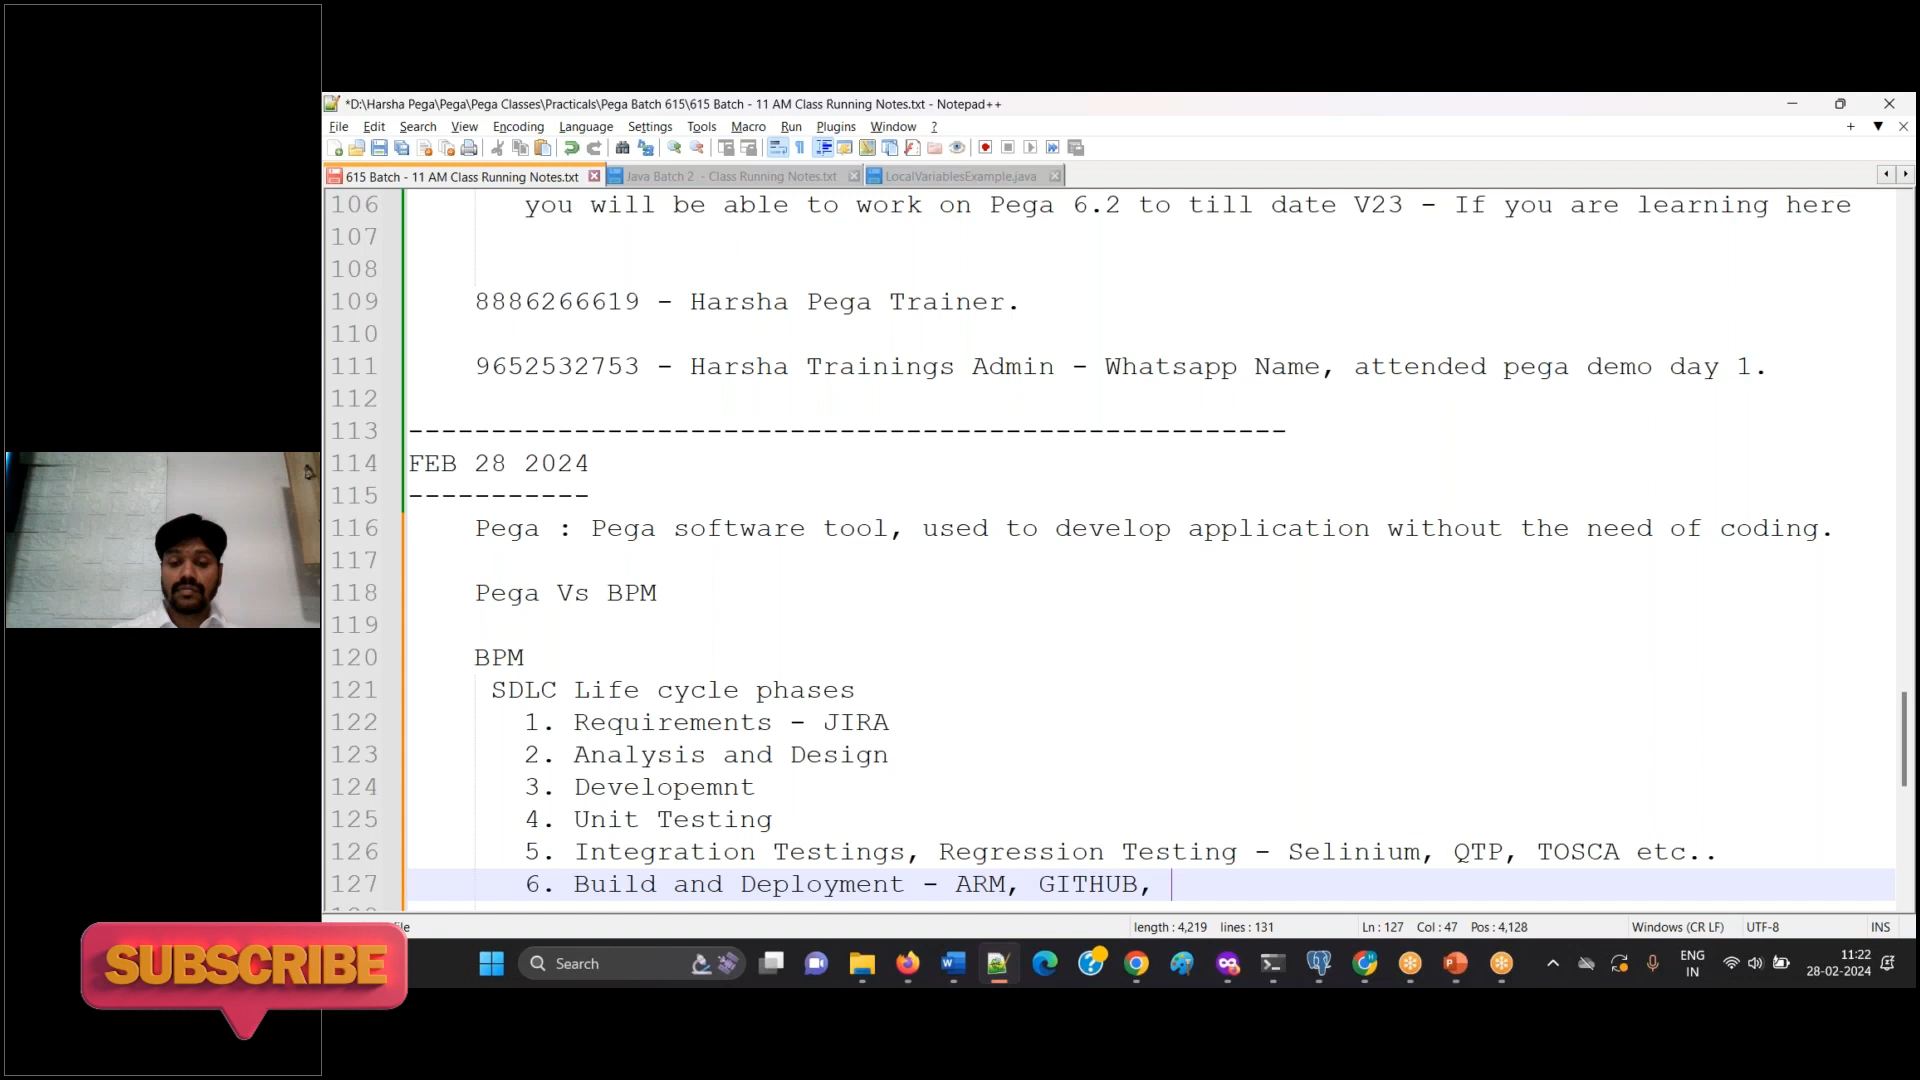 *D:\Harsha Pega\Pega\Pega Classes\Practicals\Pega Batch 615\615 Batch - 11 AM Class Running Notes.txt - Notepad++
File Edit Search View Encoding Language Settings Tools Macro Run Plugins Window ?
615 Batch - 11 AM Class Running Notes.txt Java Batch 2 - Class Running Notes.txt LocalVariablesExample.java
106 you will be able to work on Pega 6.2 to till date V23 - If you are learning here
107
108
109 8886266619 - Harsha Pega Trainer.
110
111 9652532753 - Harsha Trainings Admin - Whatsapp Name, attended pega demo day 1.
112
113 -----------------------------------------------------
114 FEB 28 2024
115 -----------
116 Pega : Pega software tool, used to develop application without the need of coding.
117
118 Pega Vs BPM
119
120 BPM
121 SDLC Life cycle phases
122 1. Requirements - JIRA
123 2. Analysis and Design
124 3. Developemnt
125 4. Unit Testing
126 5. Integration Testings, Regression Testing - Selinium, QTP, TOSCA etc..
127 6. Build and Deployment - ARM, GITHUB,
length : 4,219 lines : 131 Ln : 127 Col : 47 Pos : 4,128 Windows (CR LF) UTF-8 INS
SUBSCRIBE
Search
ENG
IN
11:22
28-02-2024